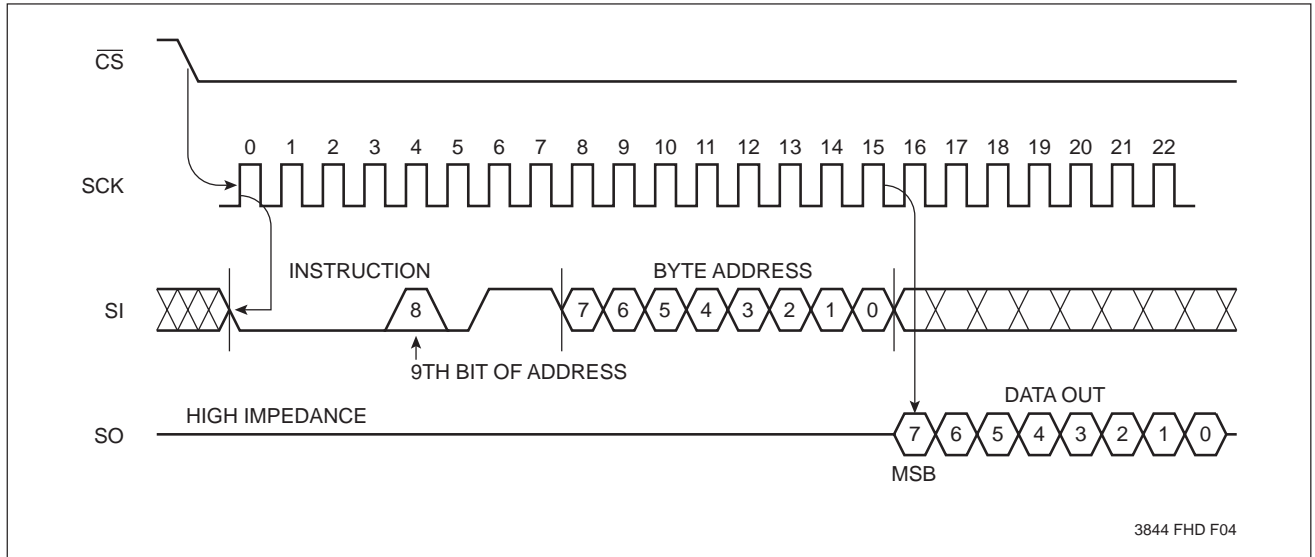 CS
0 1 2 3 4 5 6 7 8 9 10 11 12 13 14 15 16 17 18 19 20 21 22
SCK
INSTRUCTION BYTE ADDRESS
SI 8 7 6 5 4 3 2 1 0
9TH BIT OF ADDRESS
HIGH IMPEDANCE DATA OUT
SO 7 6 5 4 3 2 1 0
MSB
3844 FHD F04